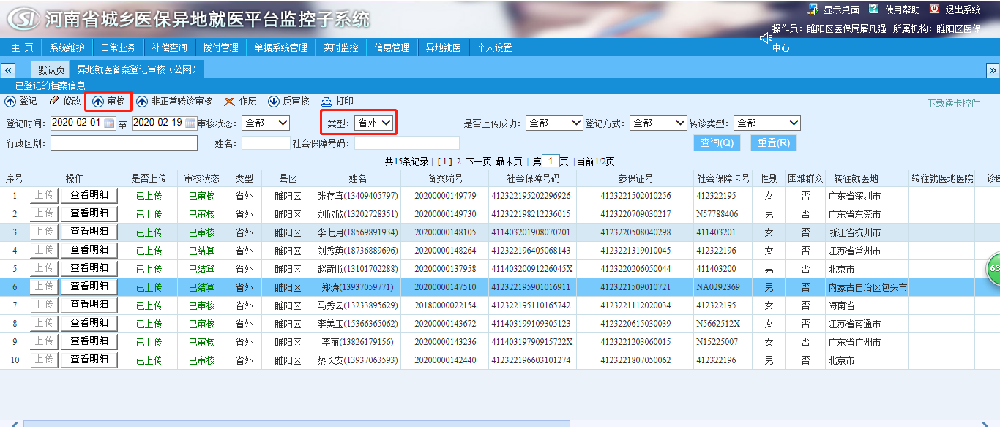 河南省城乡医保异地就医平台监控子系统
显示桌面 使用帮助 退出系统
操作员：睢阳区医保局屠凡强 所属机构：睢阳区医保中心
主 页 系统维护 日常业务 补偿查询 拨付管理 单据系统管理 实时监控 信息管理 异地就医 个人设置
« 默认页 异地就医备案登记审核（公网） »
已登记的档案信息
登记 修改 审核 非正常转诊审核 作废 反审核 打印 下载读卡控件
登记时间： 2020-02-01 至 2020-02-19 审核状态： 全部 类型： 省外 是否上传成功： 全部 登记方式： 全部 转诊类型： 全部
行政区划： 姓名： 社会保障号码： 查询(Q) 重置(R)
共15条记录 | [ 1 ] 2 下一页 最末页 | 第 1 页 | 当前1/2页
序号 操作 是否上传 审核状态 类型 县区 姓名 备案编号 社会保障号码 参保证号 社会保障卡号 性别 困难群众 转往就医地 转往就医地医院
1 上传 查看明细 已上传 已审核 省外 睢阳区 张存真(13409405797) 20200000149779 412322195202296926 4123221502010256 412322195 女 否 广东省深圳市
2 上传 查看明细 已上传 已审核 省外 睢阳区 刘欣欣(13202728351) 20200000149730 412322198212236015 4123220709030217 N57788406 男 否 广东省东莞市
3 上传 查看明细 已上传 已审核 省外 睢阳区 李七月(18569891934) 20200000148105 411403201908070201 4123220508040298 411403201 女 否 浙江省杭州市
4 上传 查看明细 已上传 已结算 省外 睢阳区 刘秀英(18736889696) 20200000148264 412322196405068143 4123221319010045 412322196 女 否 江苏省常州市
5 上传 查看明细 已上传 已结算 省外 睢阳区 赵奇顺(13101702288) 20200000137958 41140320091226045X 4123220206050044 411403200 男 否 北京市
6 上传 查看明细 已上传 已结算 省外 睢阳区 郑涛(13937059771) 20200000147510 412322195901016911 4123221509010721 NA0292369 男 否 内蒙古自治区包头市
7 上传 查看明细 已上传 已审核 省外 睢阳区 马秀云(13233895629) 20180000022154 412322195110165742 4123221112020034 412322195 女 否 海南省
8 上传 查看明细 已上传 已审核 省外 睢阳区 李美玉(15366365062) 20200000143672 411403199109305123 4123220615030039 N5662512X 女 否 江苏省南通市
9 上传 查看明细 已上传 已审核 省外 睢阳区 李丽(13826179156) 20200000143236 41140319790915722X 4123221203060015 N15225007 女 否 广东省广州市
10 上传 查看明细 已上传 已审核 省外 睢阳区 禁长安(13937063593) 20200000142440 412322196603101274 4123221807050062 412322196 男 否 北京市